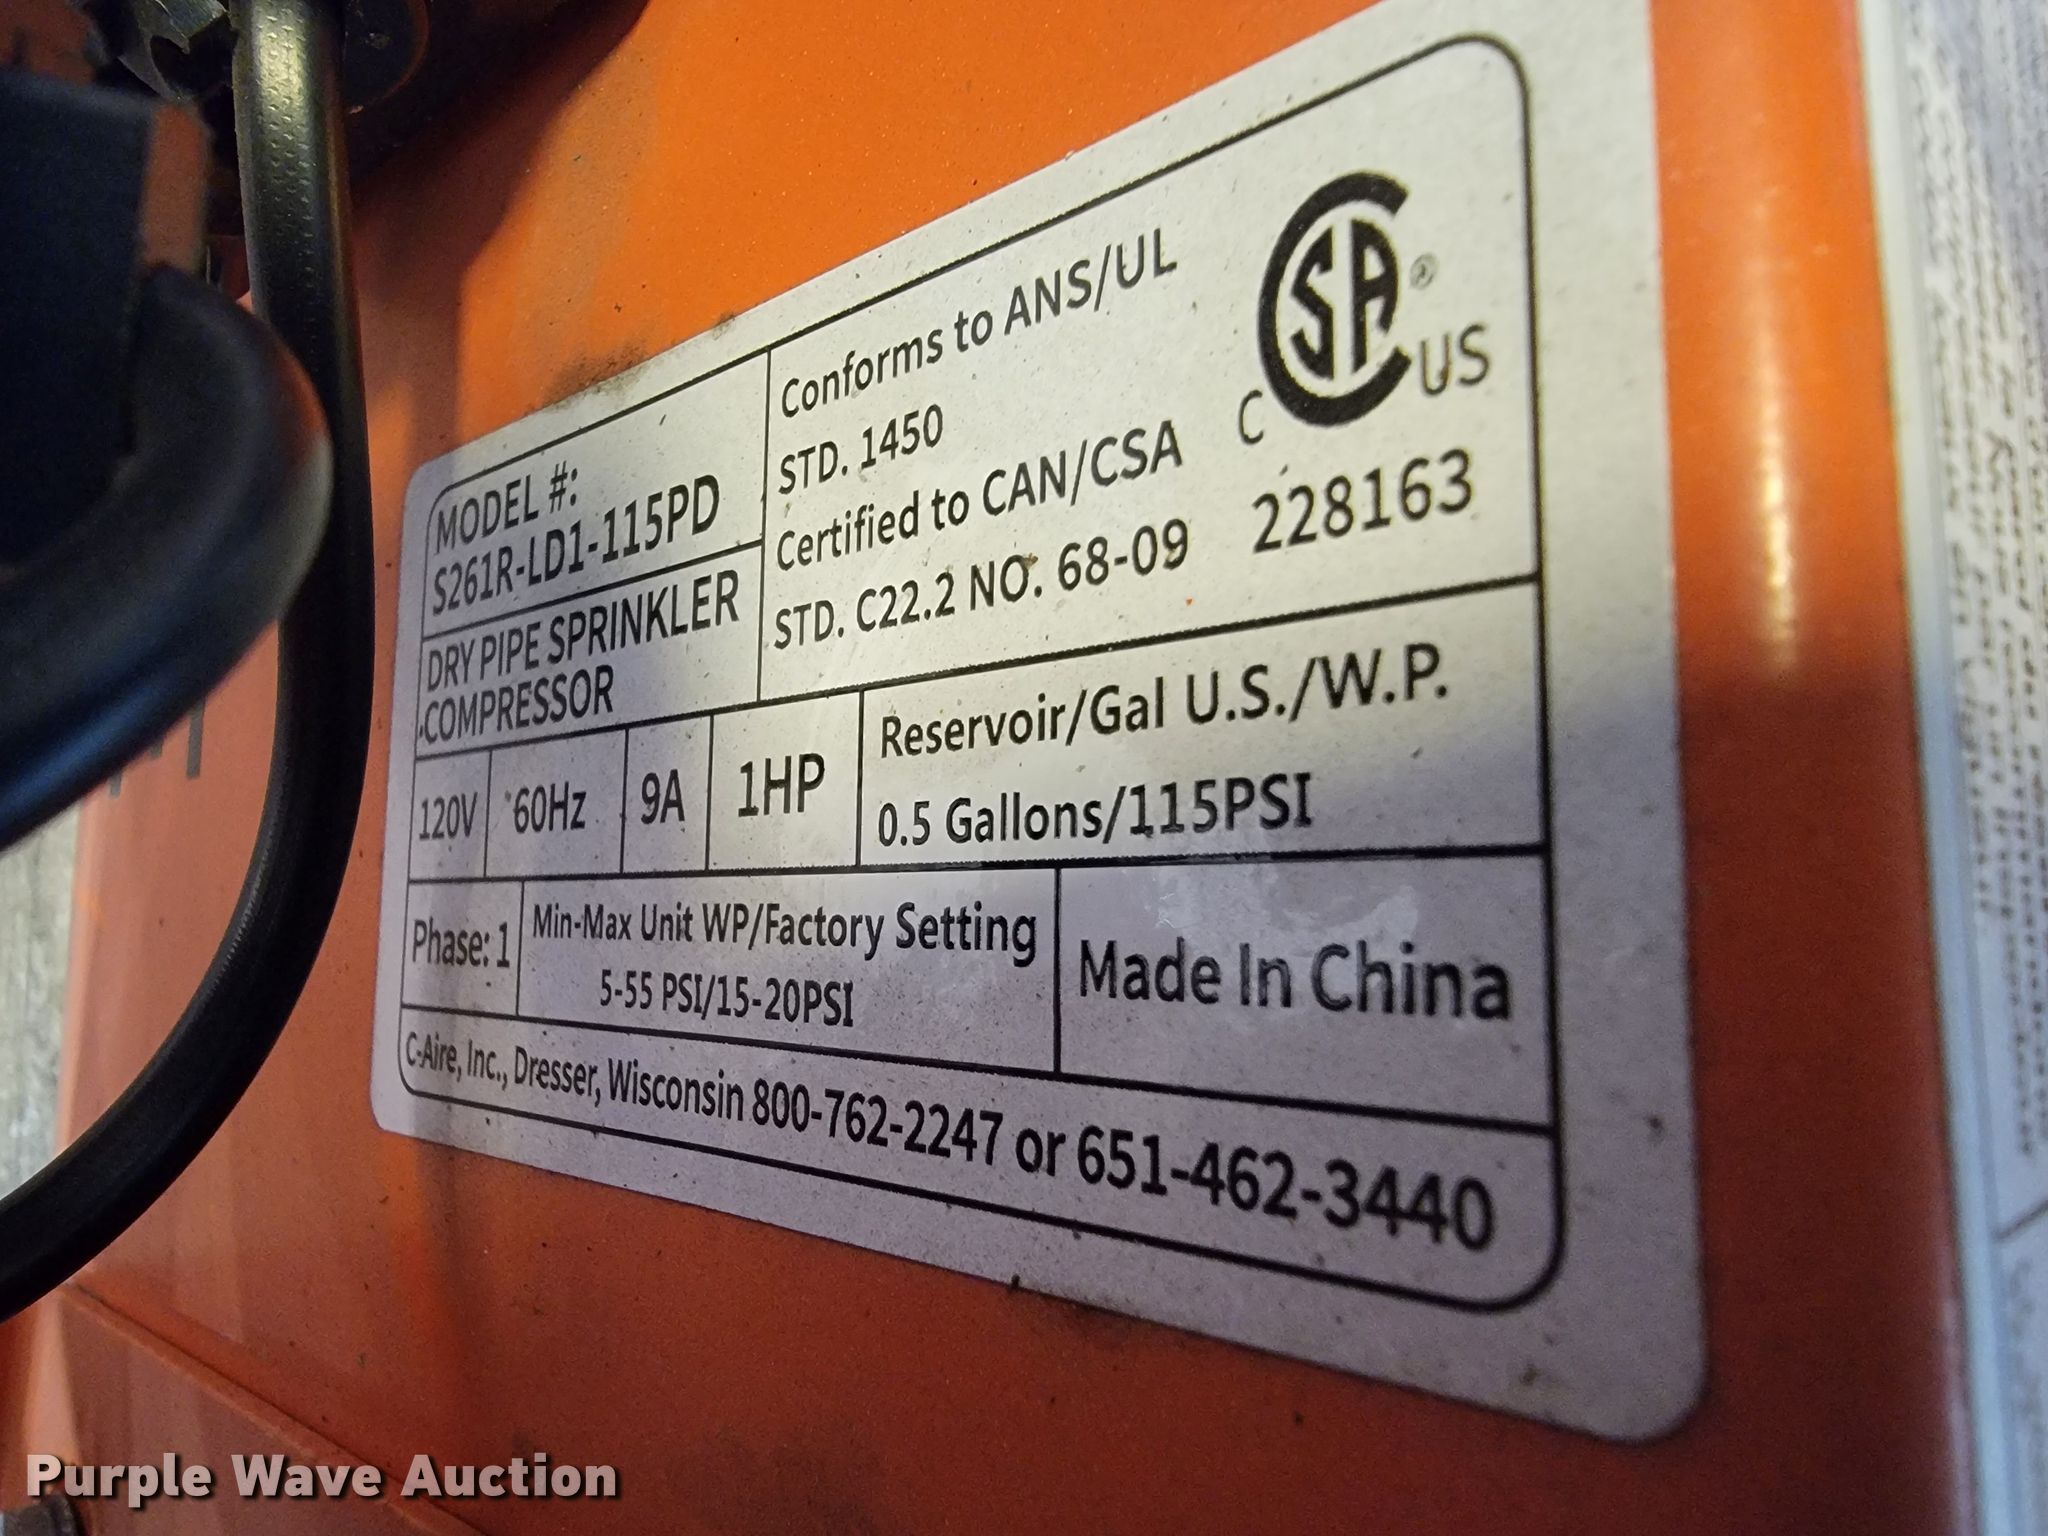 MODEL #:
S261R-LD1-115PD
DRY PIPE SPRINKLER
COMPRESSOR
Conforms to ANS/UL
STD. 1450
Certified to CAN/CSA
STD. C22.2 NO. 68-09
CSA®
C US
228163
120V 60Hz 9A 1HP
Reservoir/Gal U.S./W.P.
0.5 Gallons/115PSI
Phase: 1
Min-Max Unit WP/Factory Setting
5-55 PSI/15-20PSI
Made In China
C-Aire, Inc., Dresser, Wisconsin 800-762-2247 or 651-462-3440
Purple Wave Auction